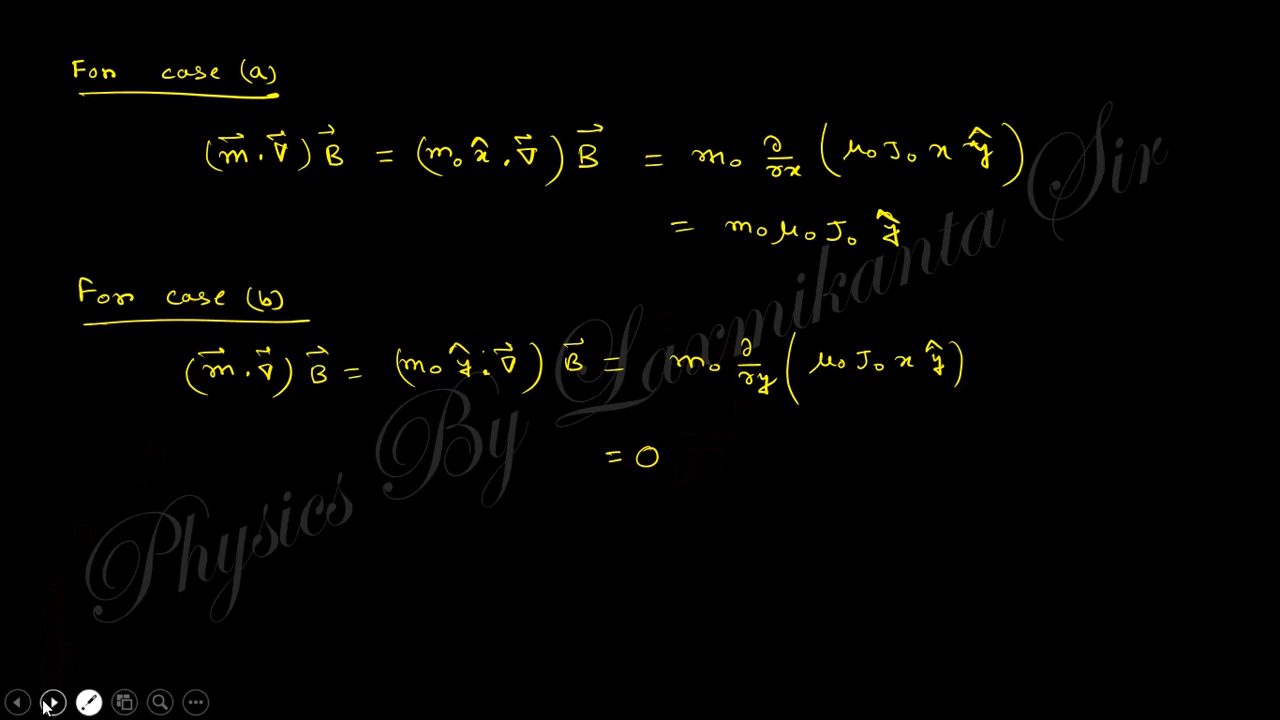 For case (a)
(m⃗ . ∇⃗) B⃗ = (m₀ x̂ . ∇⃗) B⃗ = m₀ ∂/∂x (μ₀ J₀ x ŷ)
= m₀ μ₀ J₀ ŷ
For case (b)
(m⃗ . ∇⃗) B⃗ = (m₀ ŷ . ∇⃗) B⃗ = m₀ ∂/∂y (μ₀ J₀ x ŷ)
= 0
Physics By Laxmikanta Sir